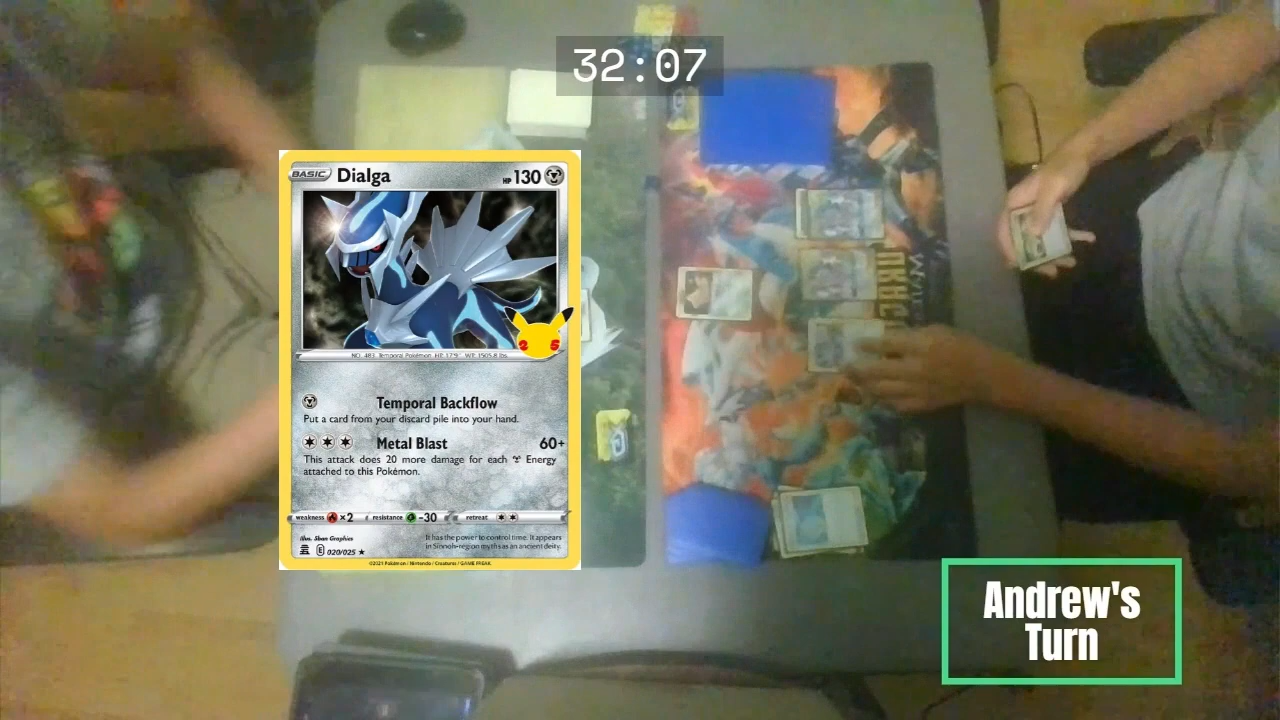 32:07
BASIC Dialga HP 130
25
NO. 483 Temporal Pokémon HT: 17'9" WT: 1505.8 lbs.
Temporal Backflow
Put a card from your discard pile into your hand.
Metal Blast 60+
This attack does 20 more damage for each Energy
attached to this Pokémon.
weakness ×2 resistance -30 retreat
Illus. 5ban Graphics
It has the power to control time. It appears
in Sinnoh-region myths as an ancient deity.
E 020/025 ★
©2021 Pokémon / Nintendo / Creatures / GAME FREAK
Andrew's
Turn